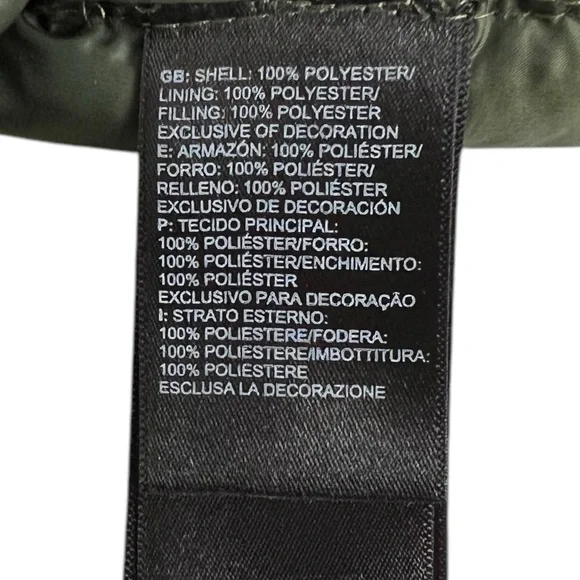 GB: SHELL: 100% POLYESTER/
LINING: 100% POLYESTER/
FILLING: 100% POLYESTER
EXCLUSIVE OF DECORATION
E: ARMAZÓN: 100% POLIÉSTER/
FORRO: 100% POLIÉSTER/
RELLENO: 100% POLIÉSTER
EXCLUSIVO DE DECORACIÓN
P: TECIDO PRINCIPAL:
100% POLIÉSTER/FORRO:
100% POLIÉSTER/ENCHIMENTO:
100% POLIÉSTER
EXCLUSIVO PARA DECORAÇÃO
I: STRATO ESTERNO:
100% POLIESTERE/FODERA:
100% POLIESTERE/IMBOTTITURA:
100% POLIESTERE
ESCLUSA LA DECORAZIONE